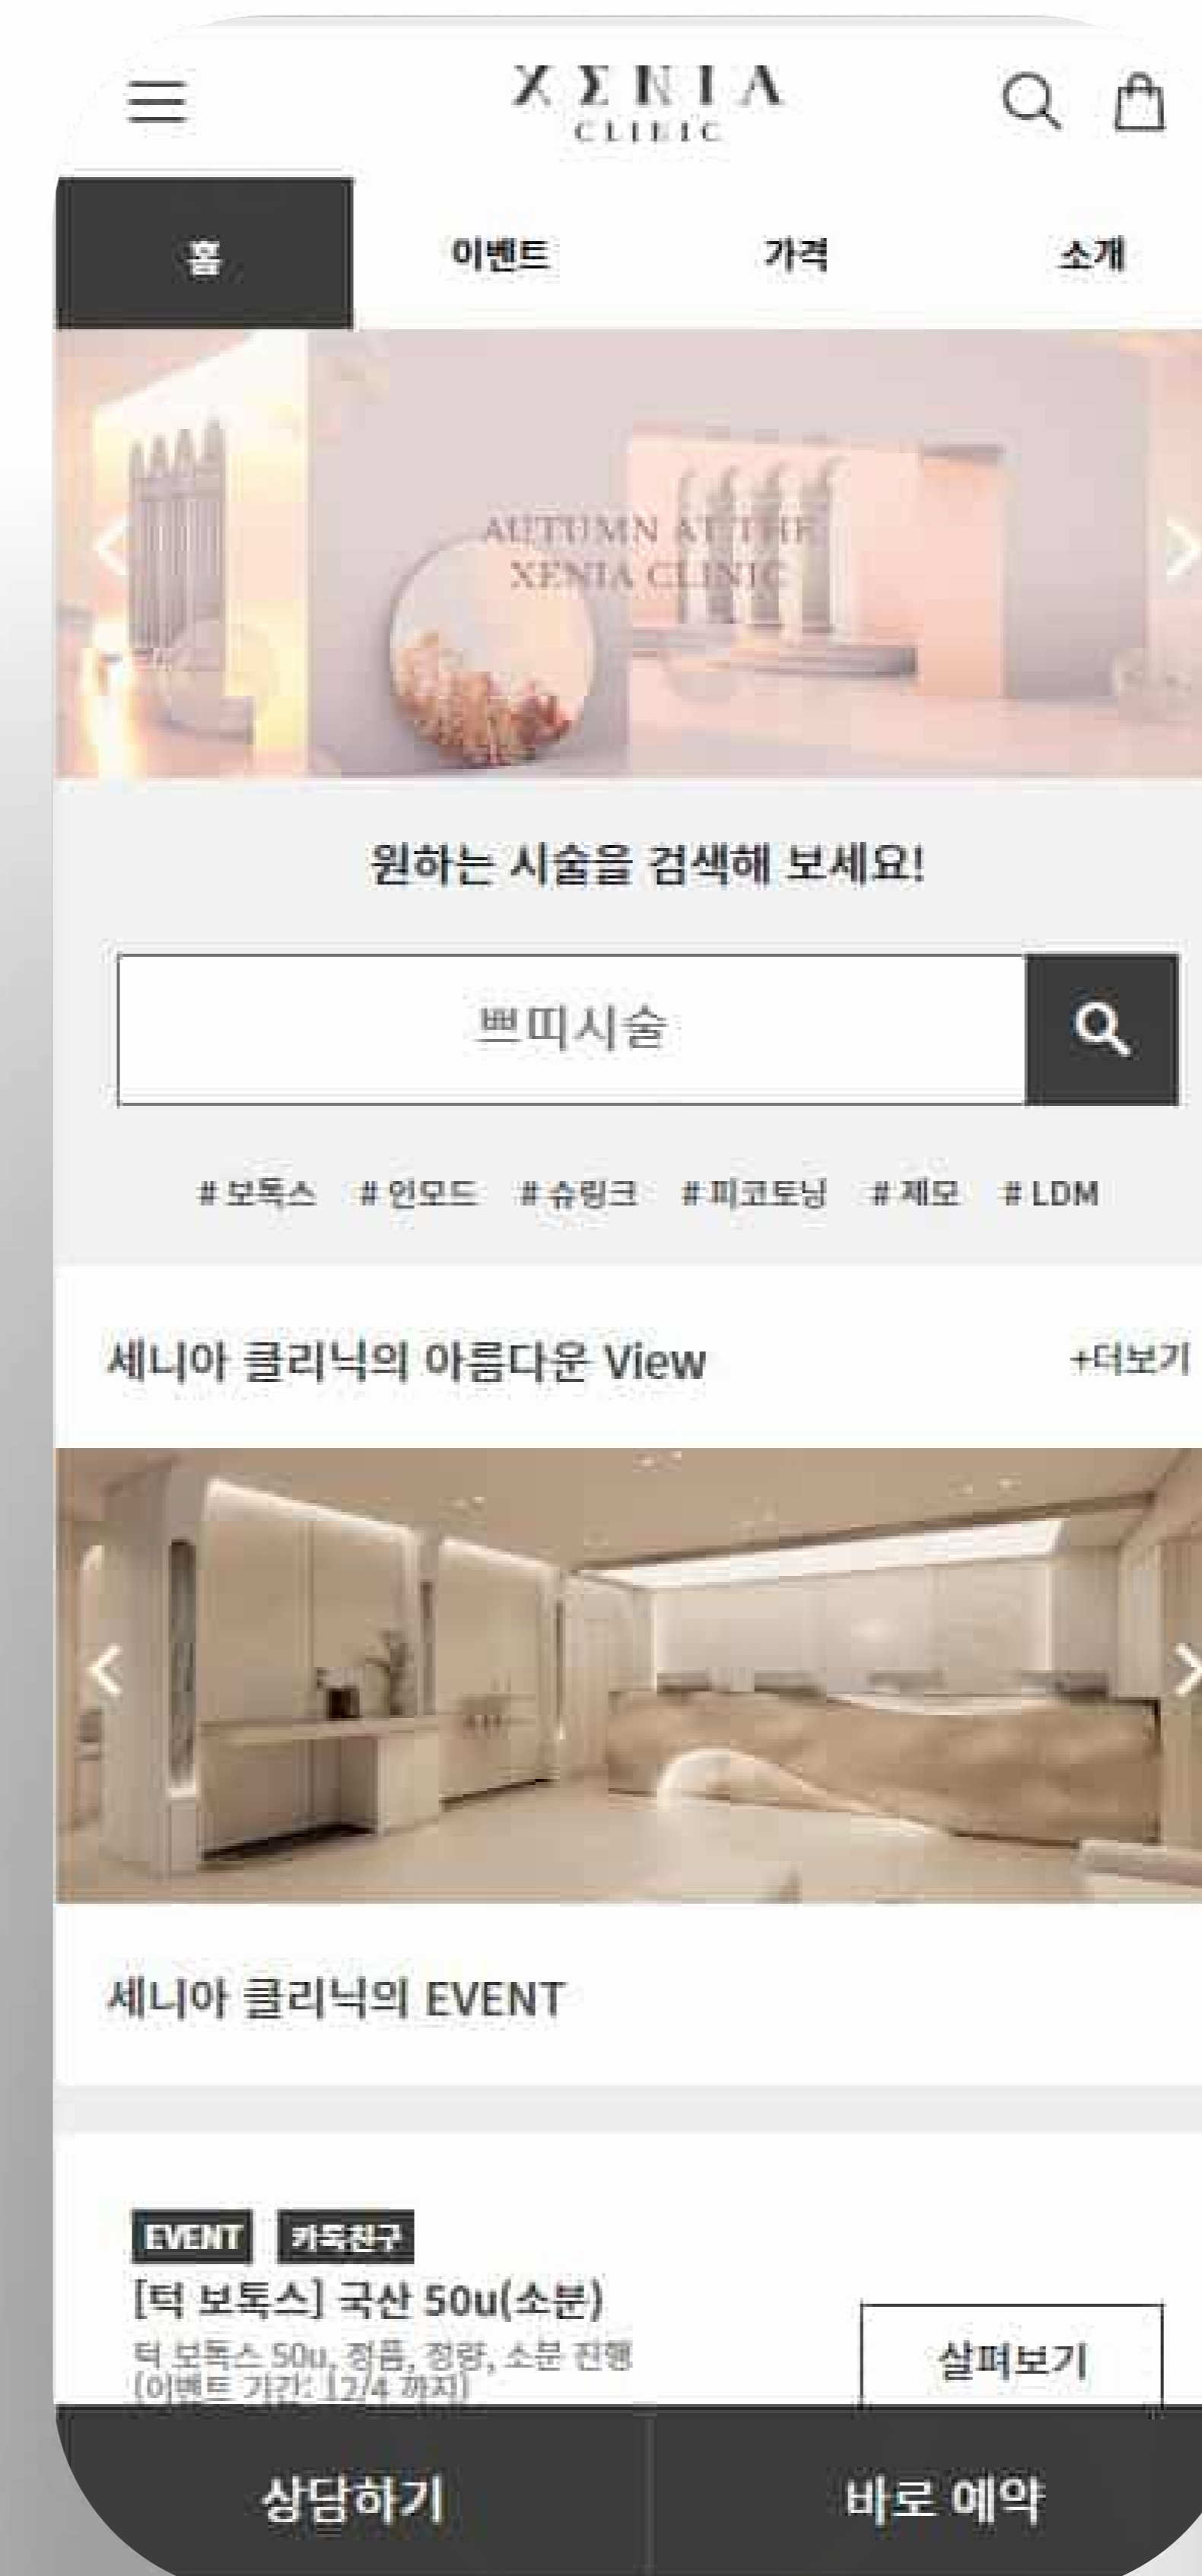 XENIA
CLINIC
홈 이벤트 가격 소개
AUTUMN AT THE
XENIA CLINIC
원하는 시술을 검색해 보세요!
쁘띠시술
# 보톡스 # 인모드 # 슈링크 # 피코토닝 # 제모 # LDM
세니아 클리닉의 아름다운 View +더보기
세니아 클리닉의 EVENT
EVENT 카톡친구
[턱 보톡스] 국산 50u(소분)
턱 보톡스 50u, 정품, 정량, 소분 진행
살펴보기
(이벤트 기간: 까지)
상담하기 바로 예약